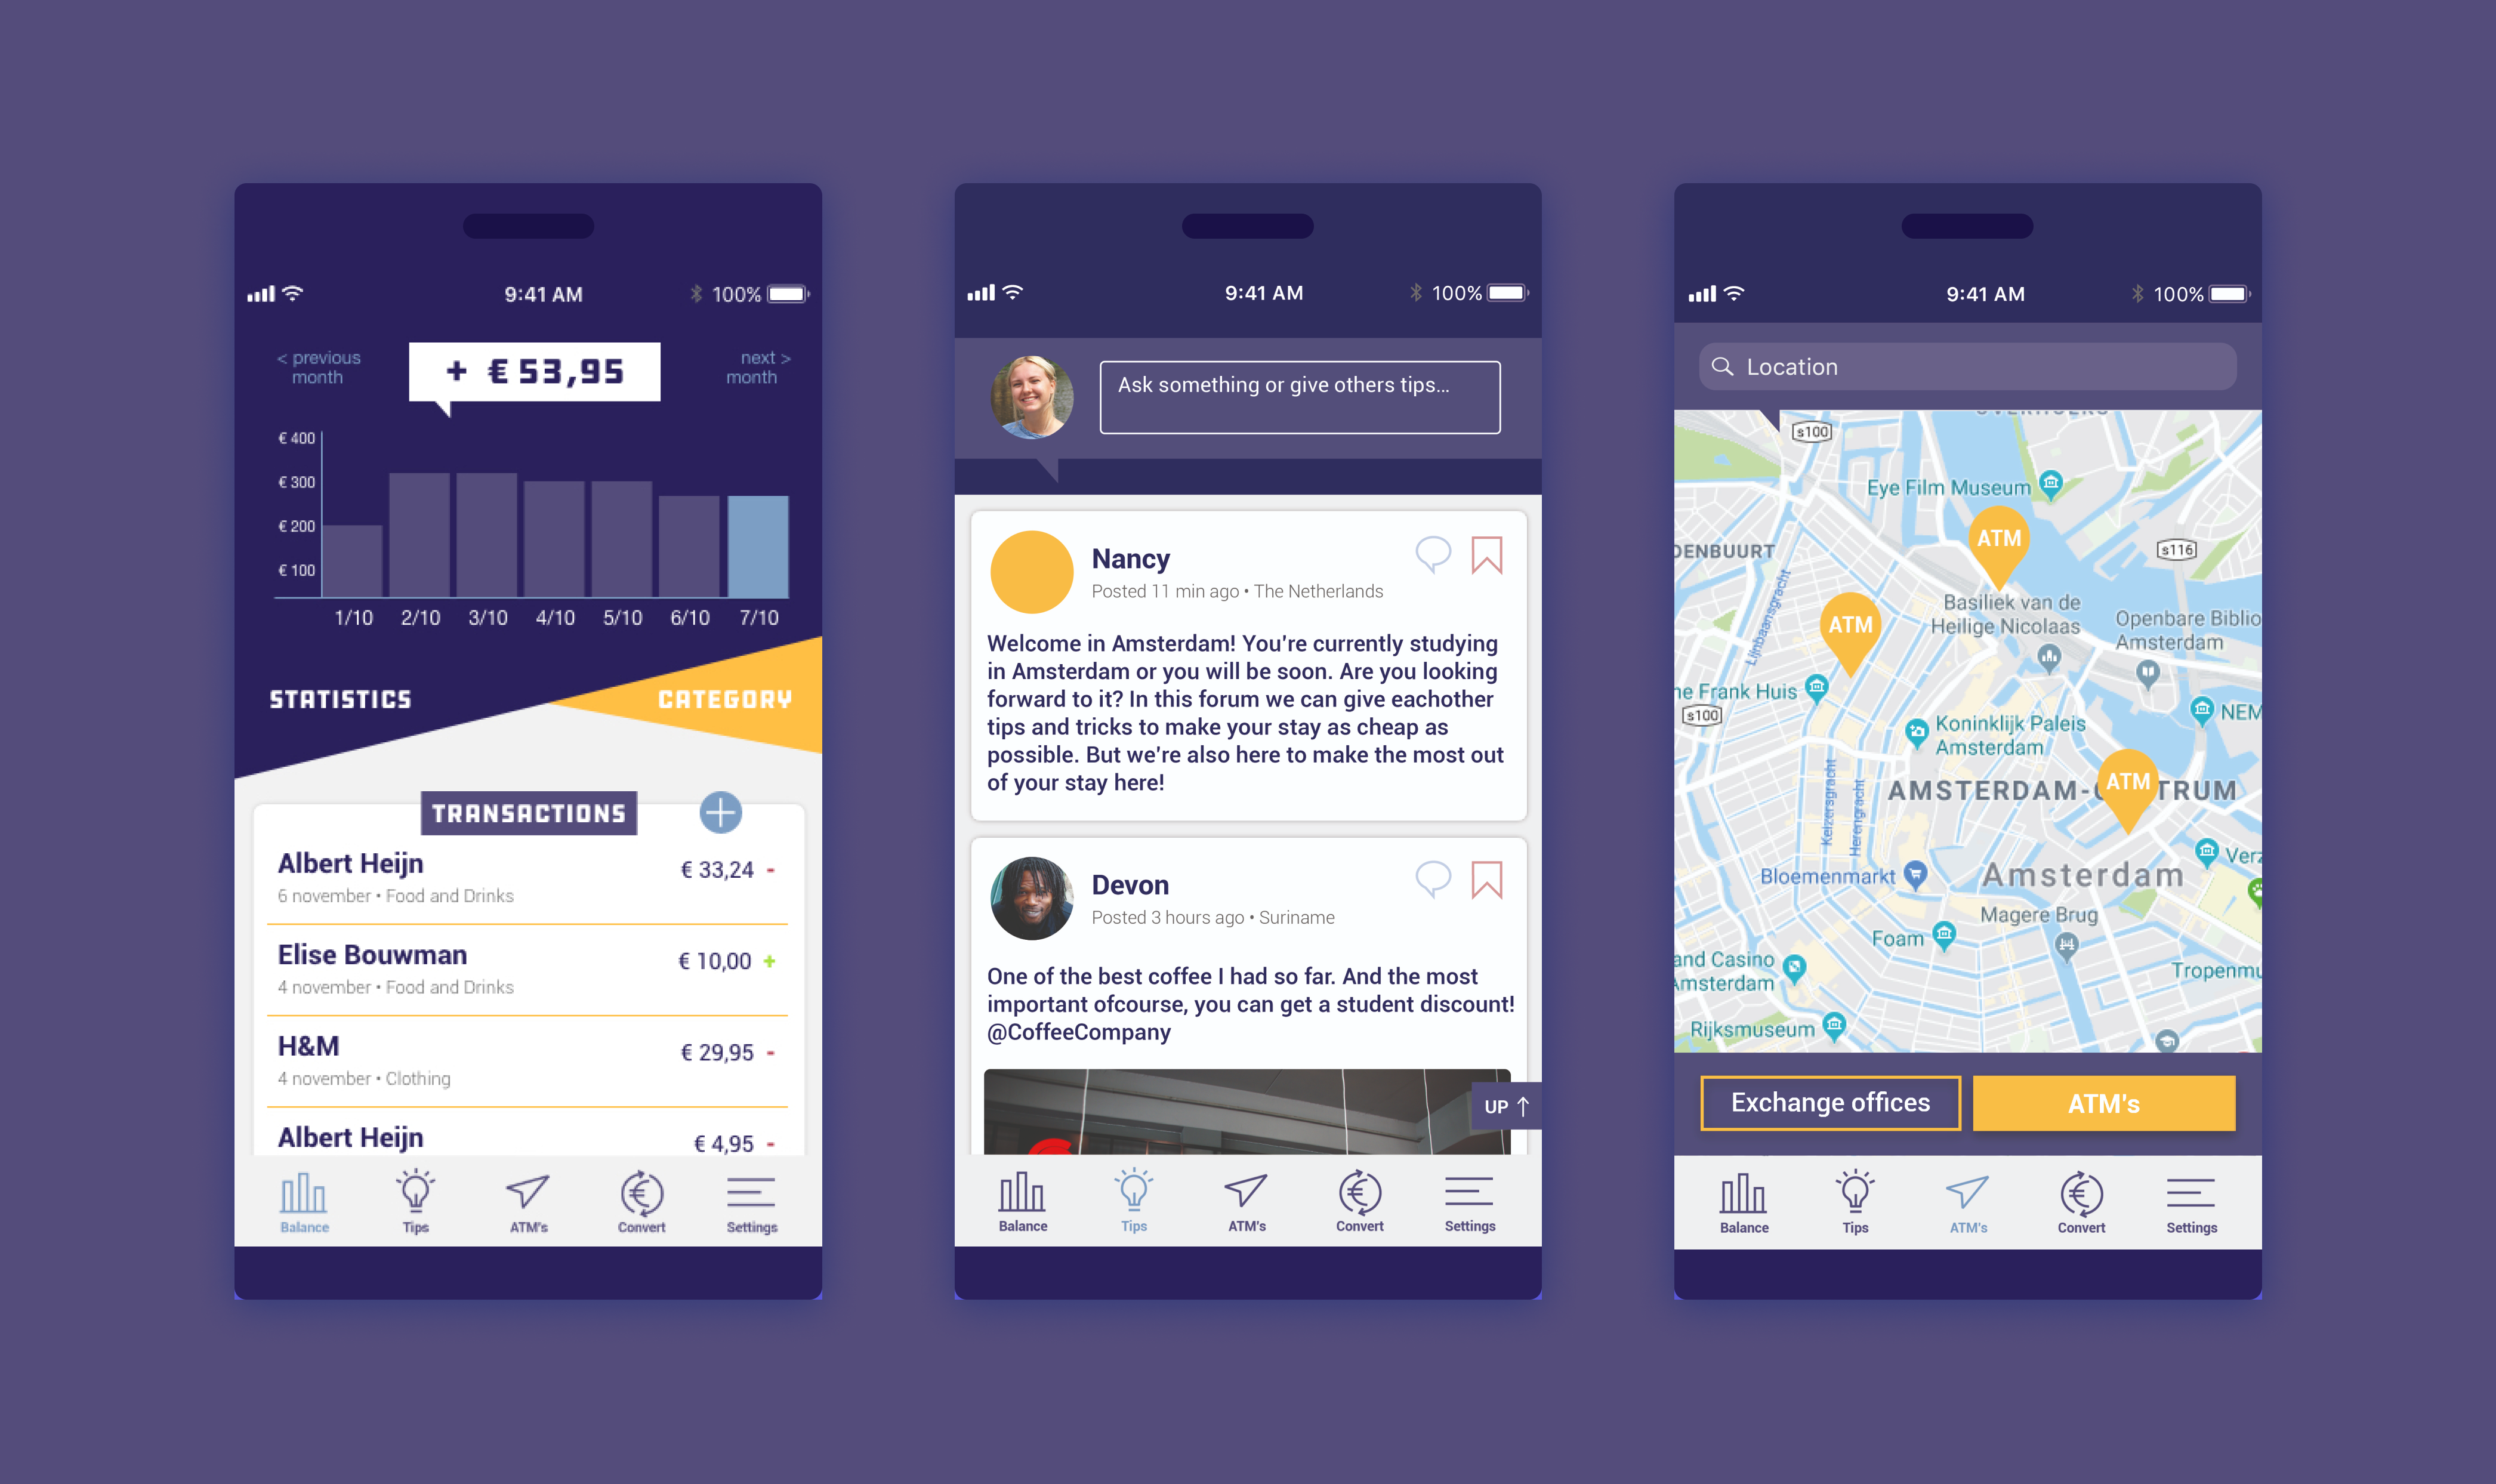 9:41 AM
100%
< previous
month
+ € 53,95
next >
month
€ 400
€ 300
€ 200
€ 100
1/10 2/10 3/10 4/10 5/10 6/10 7/10
STATISTICS
CATEGORY
TRANSACTIONS
Albert Heijn
€ 33,24 -
6 november • Food and Drinks
Elise Bouwman
€ 10,00 +
4 november • Food and Drinks
H&M
€ 29,95 -
4 november • Clothing
Albert Heijn
€ 4,95 -
Balance Tips ATM's Convert Settings
9:41 AM
100%
Ask something or give others tips...
Nancy
Posted 11 min ago • The Netherlands
Welcome in Amsterdam! You're currently studying
in Amsterdam or you will be soon. Are you looking
forward to it? In this forum we can give eachother
tips and tricks to make your stay as cheap as
possible. But we're also here to make the most out
of your stay here!
Devon
Posted 3 hours ago • Suriname
One of the best coffee I had so far. And the most
important ofcourse, you can get a student discount!
@CoffeeCompany
UP ↑
Balance Tips ATM's Convert Settings
9:41 AM
100%
Location
s100
Eye Film Museum
ATM
DENBUURT
s116
Lijnbaansgracht
Basiliek van de
Heilige Nicolaas
Openbare Biblio
Amsterdam
ATM
ne Frank Huis
s100
NEM
Koninklijk Paleis
Amsterdam
Keizersgracht
Herengracht
ATM
AMSTERDAM-C TRUM
Verz
Bloemenmarkt
Amsterdam
Magere Brug
Foam
and Casino
Amsterdam
Tropenmu
Rijksmuseum
Exchange offices
ATM's
Balance Tips ATM's Convert Settings